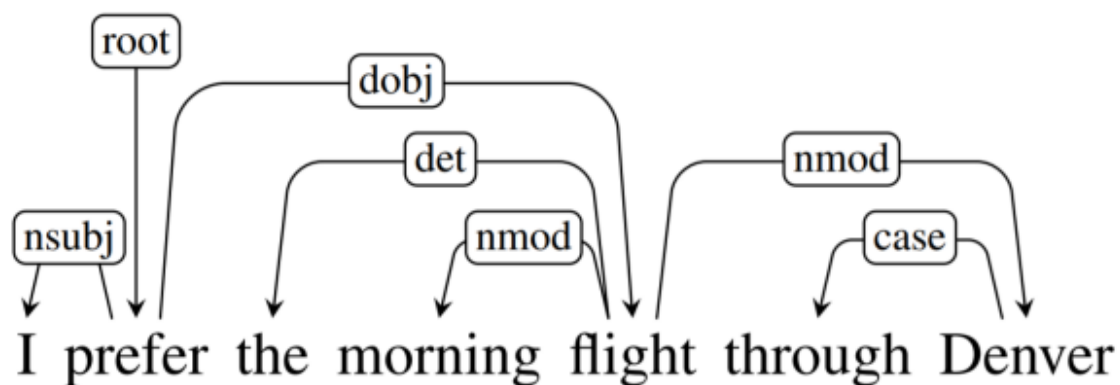 root
dobj
det nmod
nsubj nmod case
I prefer the morning flight through Denver